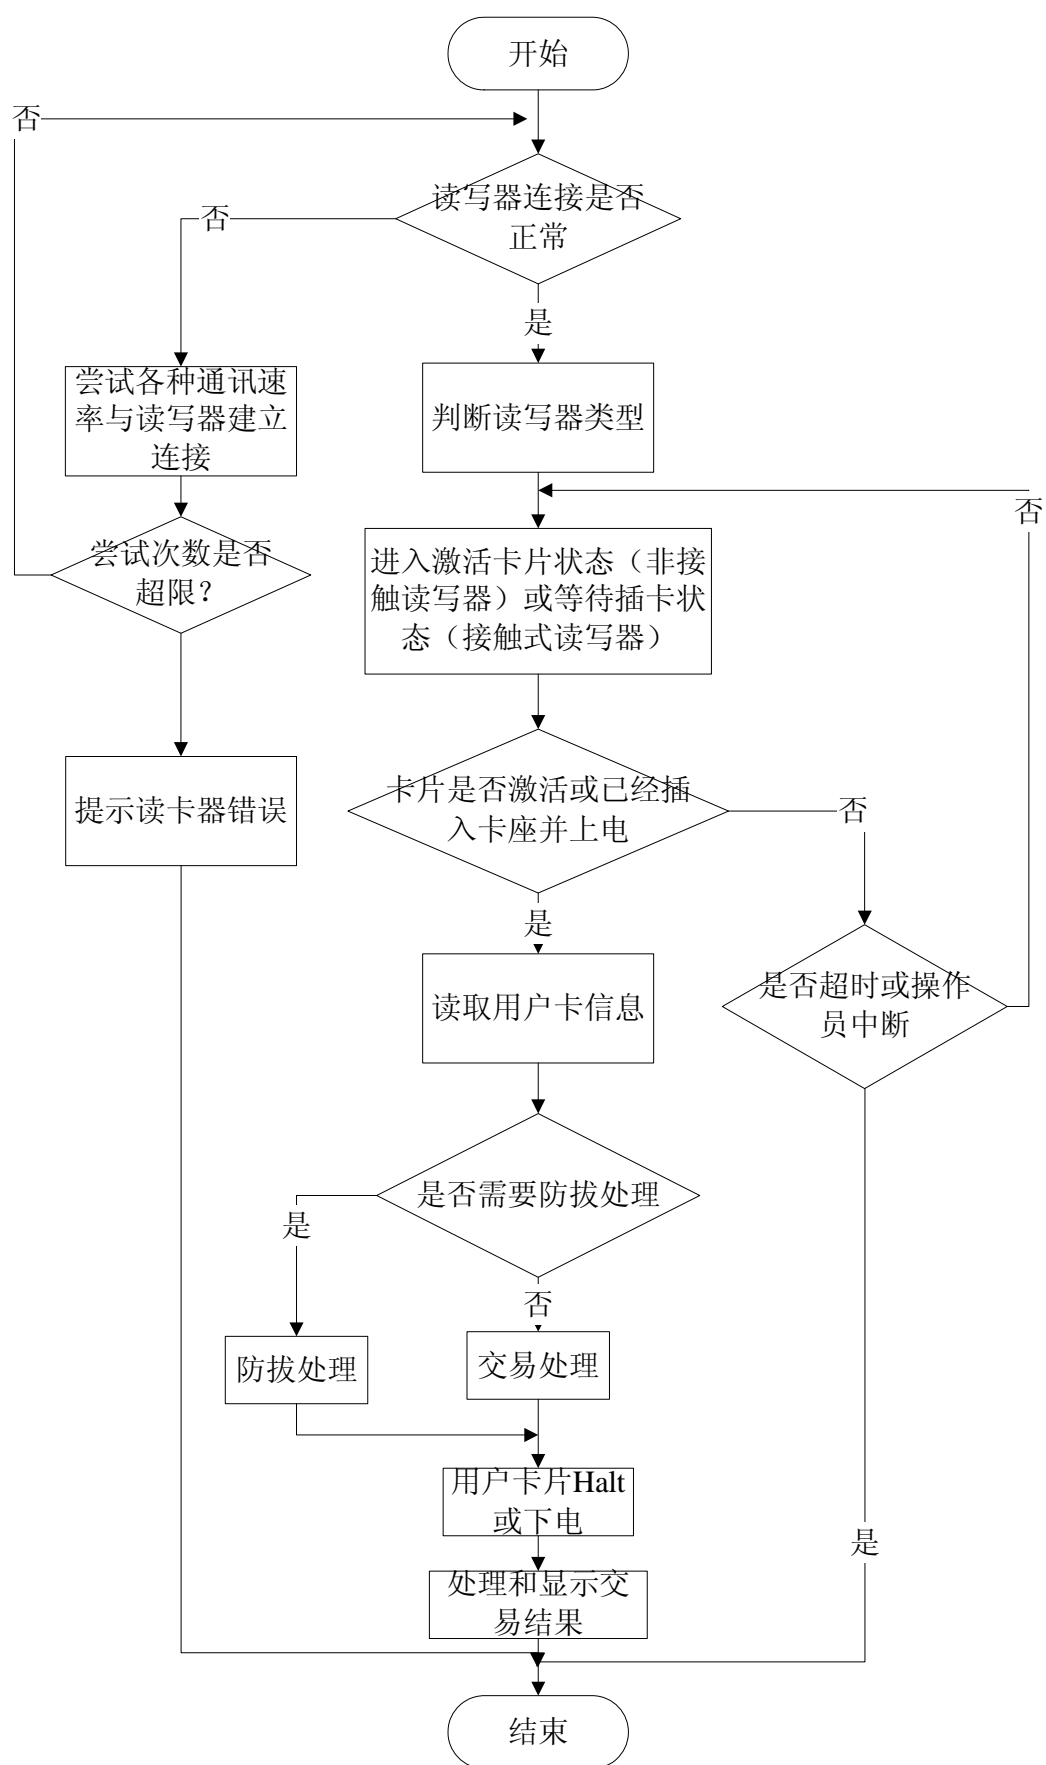 开始
否
读写器连接是否
正常
否
是
尝试各种通讯速
率与读写器建立
连接
判断读写器类型
否
尝试次数是否
超限？
进入激活卡片状态（非接
触读写器）或等待插卡状
态（接触式读写器）
提示读卡器错误
卡片是否激活或已经插
入卡座并上电
否
是
读取用户卡信息
是否超时或操作
员中断
是否需要防拔处理
是
否
防拔处理
交易处理
用户卡片Halt
或下电
是
处理和显示交
易结果
结束